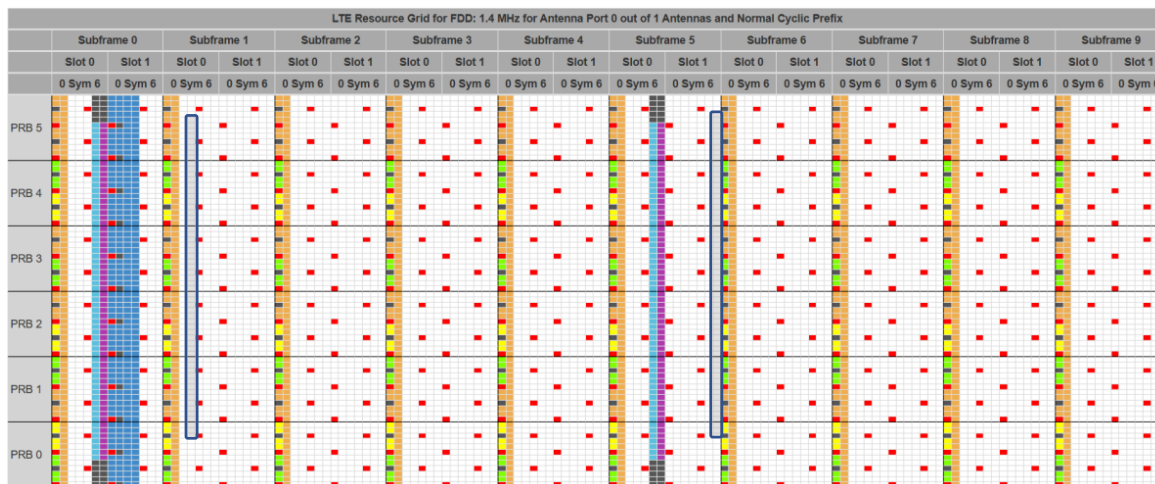 LTE Resource Grid for FDD: 1.4 MHz for Antenna Port 0 out of 1 Antennas and Normal Cyclic Prefix
Subframe 0 Subframe 1 Subframe 2 Subframe 3 Subframe 4 Subframe 5 Subframe 6 Subframe 7 Subframe 8 Subframe 9
Slot 0 Slot 1 Slot 0 Slot 1 Slot 0 Slot 1 Slot 0 Slot 1 Slot 0 Slot 1 Slot 0 Slot 1 Slot 0 Slot 1 Slot 0 Slot 1 Slot 0 Slot 1 Slot 0 Slot 1
0 Sym 6 0 Sym 6 0 Sym 6 0 Sym 6 0 Sym 6 0 Sym 6 0 Sym 6 0 Sym 6 0 Sym 6 0 Sym 6 0 Sym 6 0 Sym 6 0 Sym 6 0 Sym 6 0 Sym 6 0 Sym 6 0 Sym 6 0 Sym 6 0 Sym 6 0 Sym 6
PRB 5
PRB 4
PRB 3
PRB 2
PRB 1
PRB 0